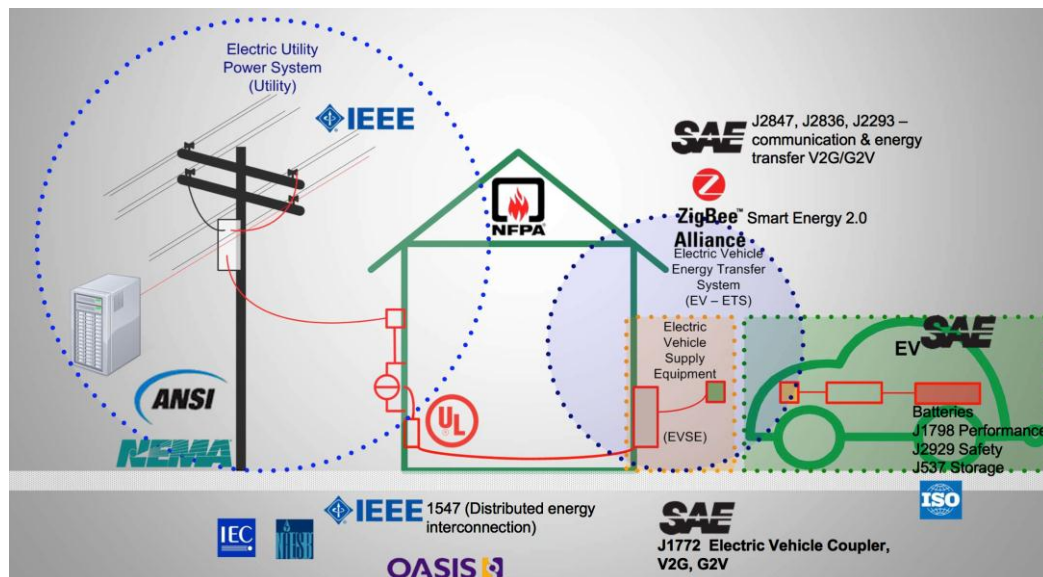 Electric Utility
Power System
(Utility)
IEEE
SAE
J2847, J2836, J2293 –
communication & energy
transfer V2G/G2V
NFPA
Z
ZigBee™ Smart Energy 2.0
Alliance
Electric Vehicle
Energy Transfer
System
(EV – ETS)
Electric
Vehicle
Supply
Equipment
EV SAE
ANSI
UL
(EVSE)
NEMA
Batteries
J1798 Performance
J2929 Safety
J537 Storage
ISO
IEEE 1547 (Distributed energy
interconnection)
SAE
IEC
J1772 Electric Vehicle Coupler,
V2G, G2V
OASIS